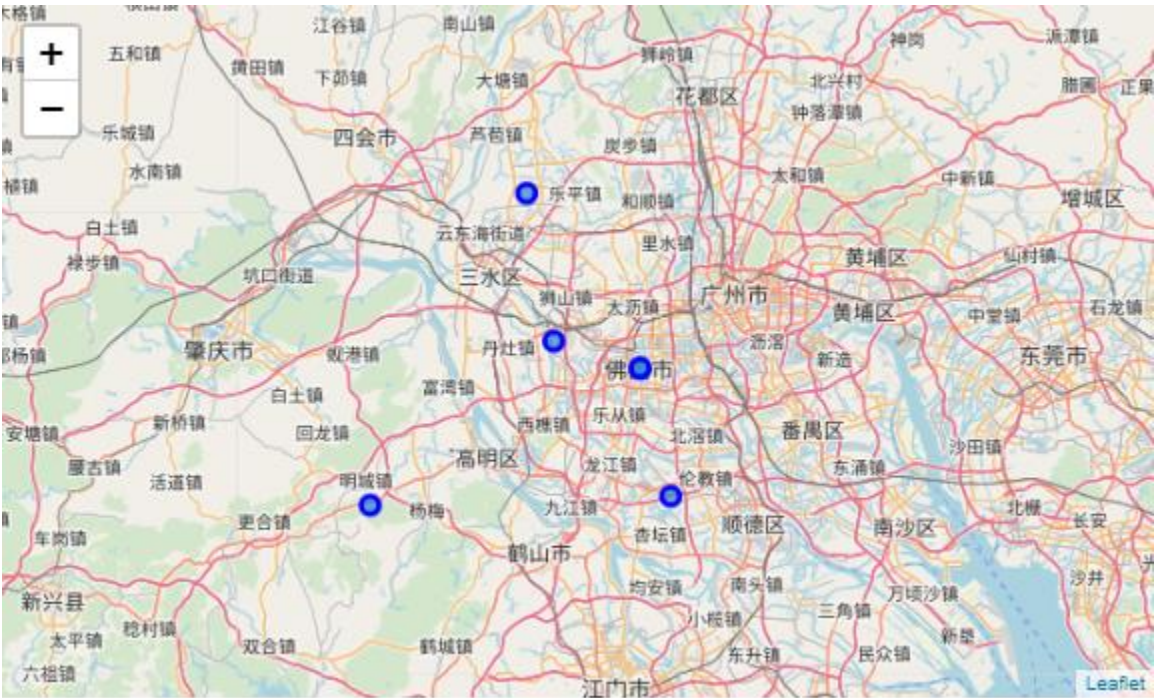 江谷镇
南山镇
五和镇
黄田镇
下茆镇
大塘镇
狮岭镇
神岗
派潭镇
+
−
北兴村
腊圃
正果
花都区
钟落潭镇
乐城镇
四会市
芦苞镇
炭步镇
水南镇
太和镇
中新镇
乐平镇
和顺镇
增城区
白土镇
云东海街道
里水镇
禄步镇
坑口街道
三水区
黄埔区
仙村镇
狮山镇
太沥镇
广州市
黄埔区
中堂镇
石龙镇
肇庆市
蚬港镇
丹灶镇
沥滘
新造
东莞市
佛 市
富湾镇
白土镇
新桥镇
回龙镇
西樵镇
乐从镇
北滘镇
番禺区
安塘镇
沙田镇
腰古镇
活道镇
明城镇
高明区
龙江镇
伦教镇
东涌镇
更合镇
杨梅
九江镇
杏坛镇
顺德区
南沙区
北栅
长安
车岗镇
鹤山市
新兴县
均安镇
南头镇
万顷沙镇
沙井
稔村镇
太平镇
双合镇
鹤城镇
小榄镇
三角镇
新垦
六祖镇
东升镇
民众镇
江门市
Leaflet